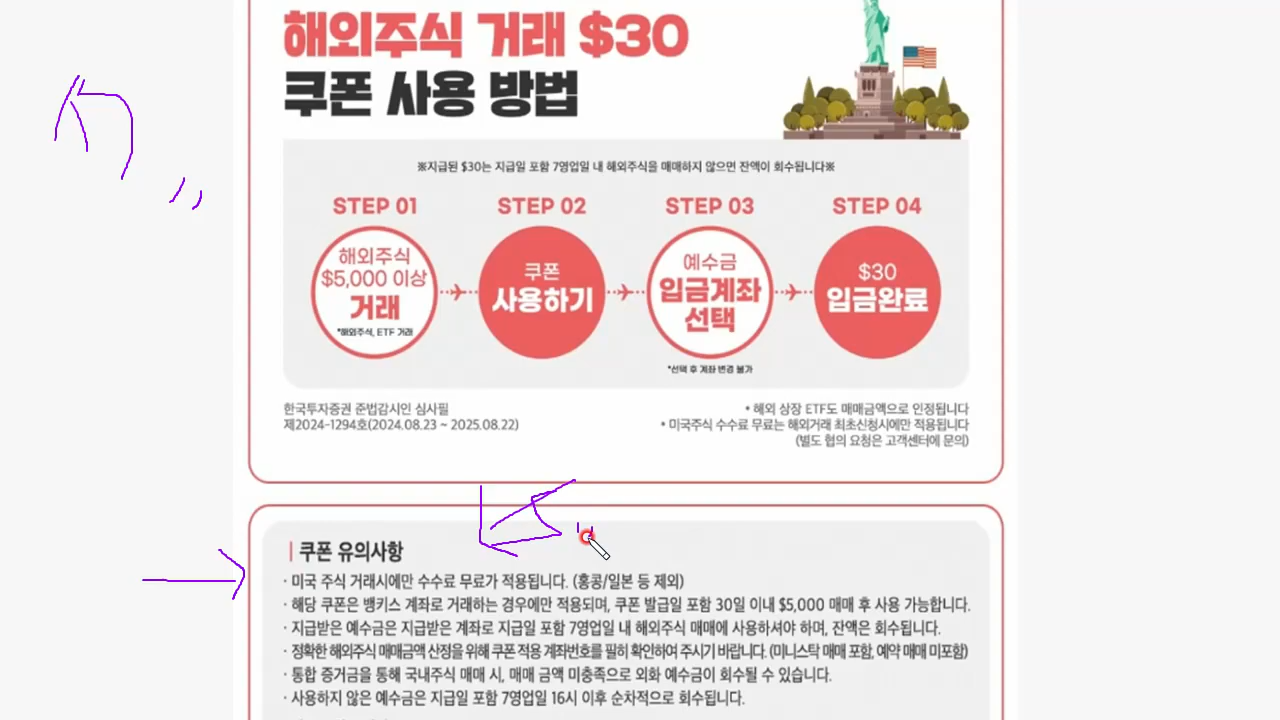 해외주식 거래 $30
쿠폰 사용 방법
※지급된 $30는 지급일 포함 7영업일 내 해외주식을 매매하지 않으면 잔액이 회수됩니다※
STEP 01
해외주식
$5,000 이상
거래
*해외주식, ETF 거래
STEP 02
쿠폰
사용하기
STEP 03
예수금
입금계좌
선택
*선택 후 계좌 변경 불가
STEP 04
$30
입금완료
한국투자증권 준법감시인 심사필
제2024-1294호(2024.08.23 ~ 2025.08.22)
* 해외 상장 ETF도 매매금액으로 인정됩니다
* 미국주식 수수료 무료는 해외거래 최초신청시에만 적용됩니다
(별도 협의 요청은 고객센터에 문의)
쿠폰 유의사항
· 미국 주식 거래시에만 수수료 무료가 적용됩니다. (홍콩/일본 등 제외)
· 해당 쿠폰은 뱅키스 계좌로 거래하는 경우에만 적용되며, 쿠폰 발급일 포함 30일 이내 $5,000 매매 후 사용 가능합니다.
· 지급받은 예수금은 지급받은 계좌로 지급일 포함 7영업일 내 해외주식 매매에 사용하셔야 하며, 잔액은 회수됩니다.
· 정확한 해외주식 매매금액 산정을 위해 쿠폰 적용 계좌번호를 필히 확인하여 주시기 바랍니다. (미니스탁 매매 포함, 예약 매매 미포함)
· 통합 증거금을 통해 국내주식 매매 시, 매매 금액 미충족으로 외화 예수금이 회수될 수 있습니다.
· 사용하지 않은 예수금은 지급일 포함 7영업일 16시 이후 순차적으로 회수됩니다.